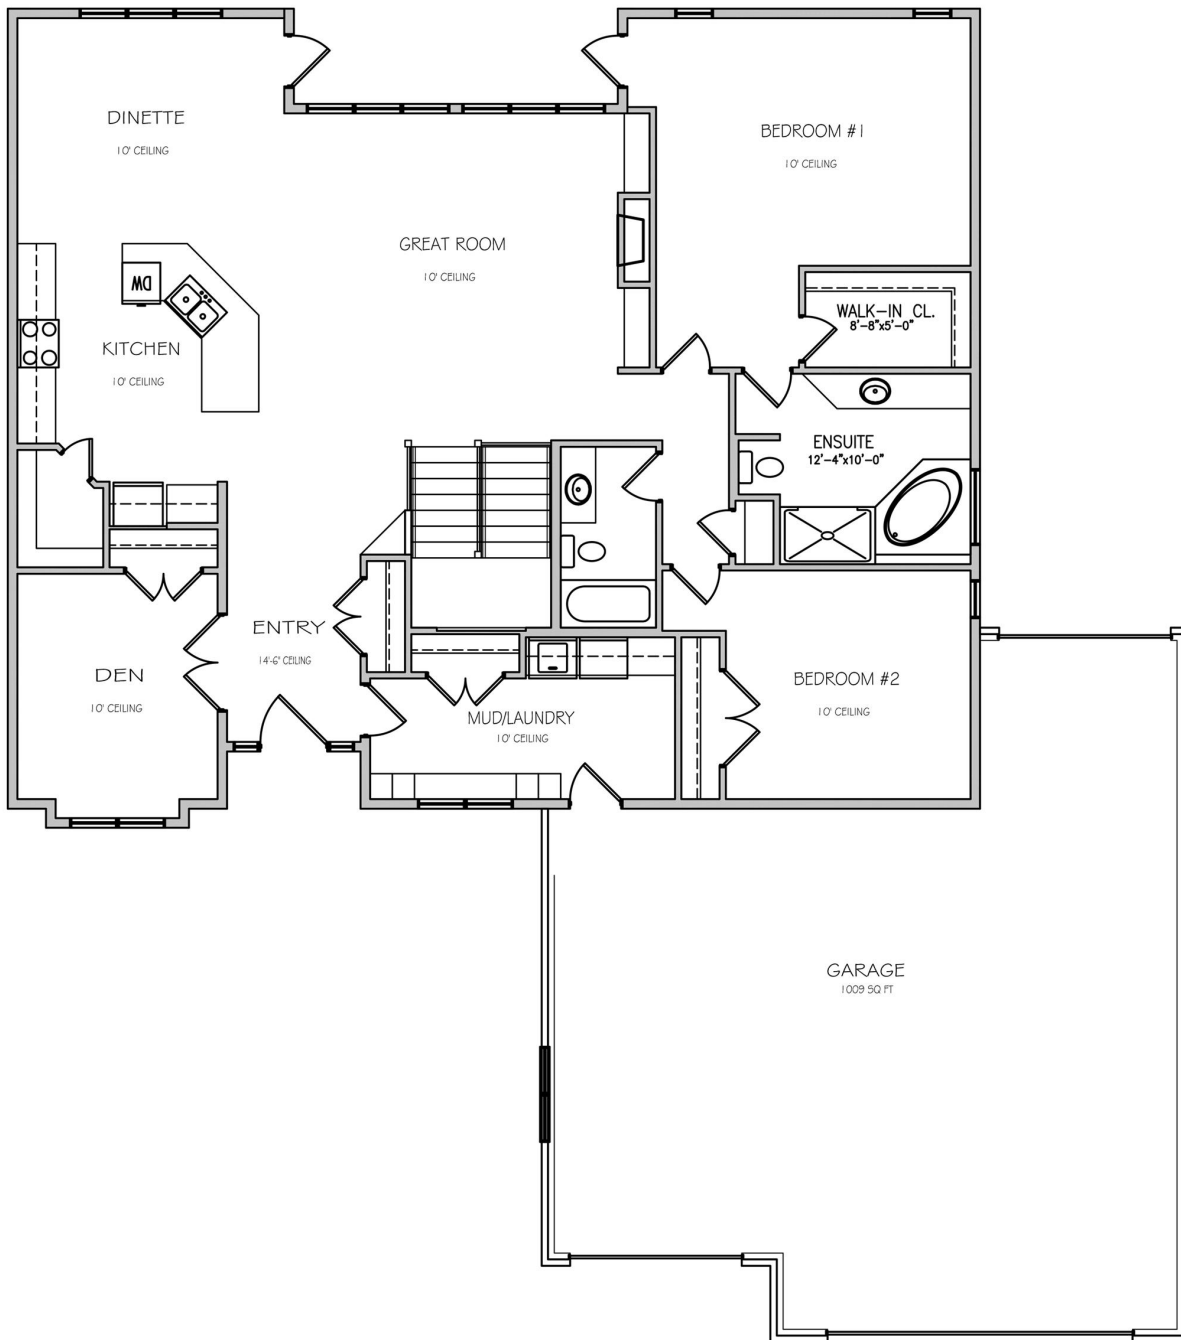 DINETTE
10' CEILING
BEDROOM #1
10' CEILING
GREAT ROOM
10' CEILING
DW
KITCHEN
10' CEILING
WALK-IN CL.
8'-8"x5'-0"
ENSUITE
12'-4"x10'-0"
ENTRY
14'-6" CEILING
DEN
10' CEILING
BEDROOM #2
10' CEILING
MUD/LAUNDRY
10' CEILING
GARAGE
1009 SQ FT